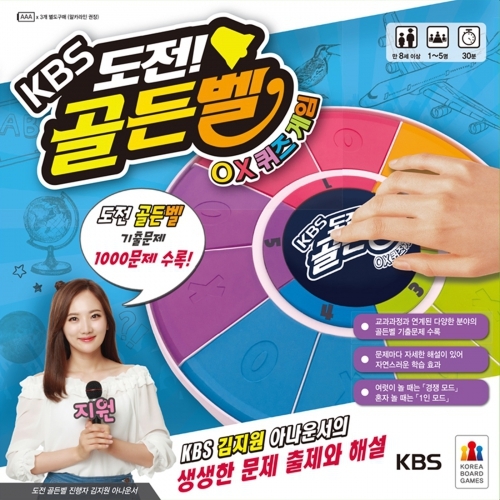 AAA x 3개 별도구매 (알카라인 권장)
만 8세 이상
1~5명
30분
KBS 도전!
골든벨
OX퀴즈게임
도전 골든벨
기출문제
1000문제 수록!
KBS
도전
골든
OX
1
5
4
3
교과과정과 연계된 다양한 분야의
골든벨 기출문제 수록
문제마다 자세한 해설이 있어
자연스러운 학습 효과
여럿이 놀 때는 「경쟁 모드」
혼자 놀 때는 「1인 모드」
지원
KBS 김지원 아나운서의
생생한 문제 출제와 해설
도전 골든벨 진행자 김지원 아나운서
KBS
KOREA
BOARD
GAMES